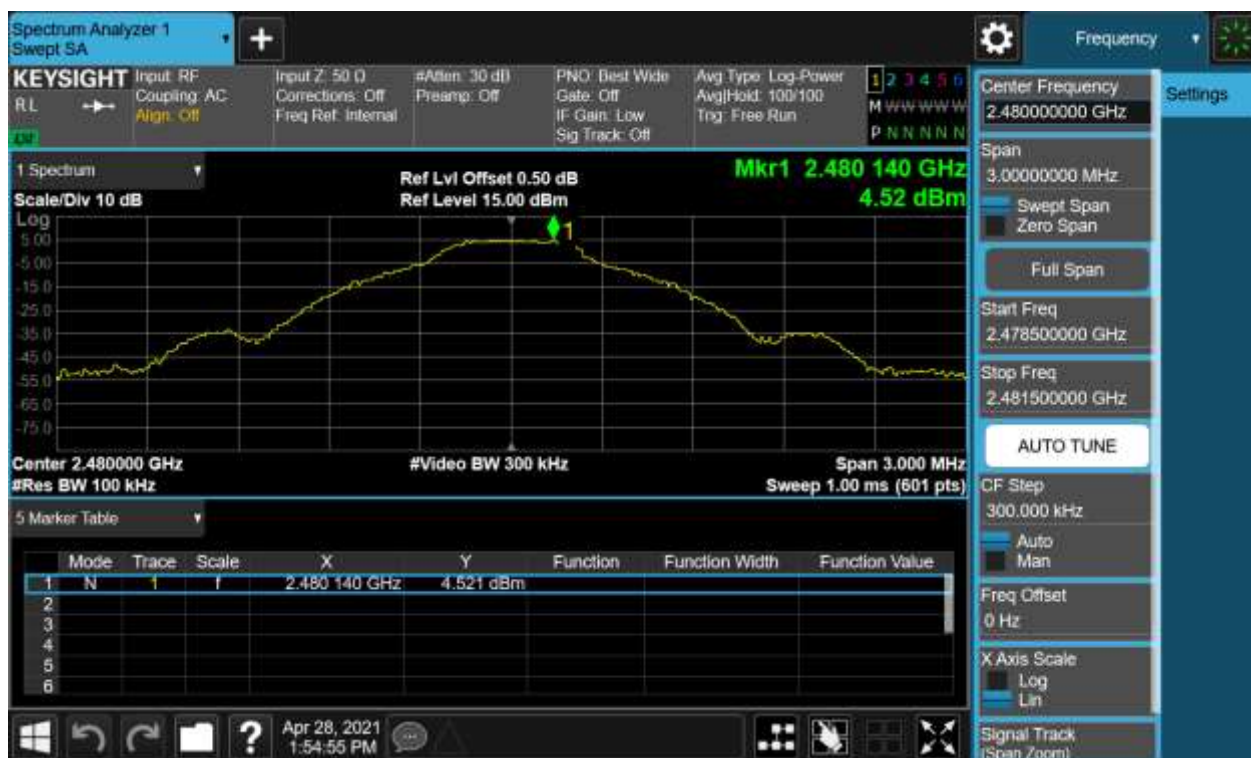 Spectrum Analyzer 1
Swept SA
+
Frequency
KEYSIGHT
RL
Input: RF
Coupling: AC
Align: Off
Input Z: 50 Ω
Corrections: Off
Freq Ref: Internal
#Atten: 30 dB
Preamp: Off
PNO: Best Wide
Gate: Off
IF Gain: Low
Sig Track: Off
Avg Type: Log-Power
Avg|Hold: 100/100
Trig: Free Run
1 2 3 4 5 6
M W W W W W
P N N N N N
1 Spectrum
Scale/Div 10 dB
Ref Lvl Offset 0.50 dB
Ref Level 15.00 dBm
Mkr1 2.480 140 GHz
4.52 dBm
Log
5.00
-5.00
-15.0
-25.0
-35.0
-45.0
-55.0
-65.0
-75.0
1
Center 2.480000 GHz
#Res BW 100 kHz
#Video BW 300 kHz
Span 3.000 MHz
Sweep 1.00 ms (601 pts)
5 Marker Table
Mode Trace Scale X Y Function Function Width Function Value
1 N 1 f 2.480 140 GHz 4.521 dBm
2
3
4
5
6
?
Apr 28, 2021
1:54:55 PM
Center Frequency
2.480000000 GHz
Settings
Span
3.00000000 MHz
Swept Span
Zero Span
Full Span
Start Freq
2.478500000 GHz
Stop Freq
2.481500000 GHz
AUTO TUNE
CF Step
300.000 kHz
Auto
Man
Freq Offset
0 Hz
X Axis Scale
Log
Lin
Signal Track
(Span Zoom)